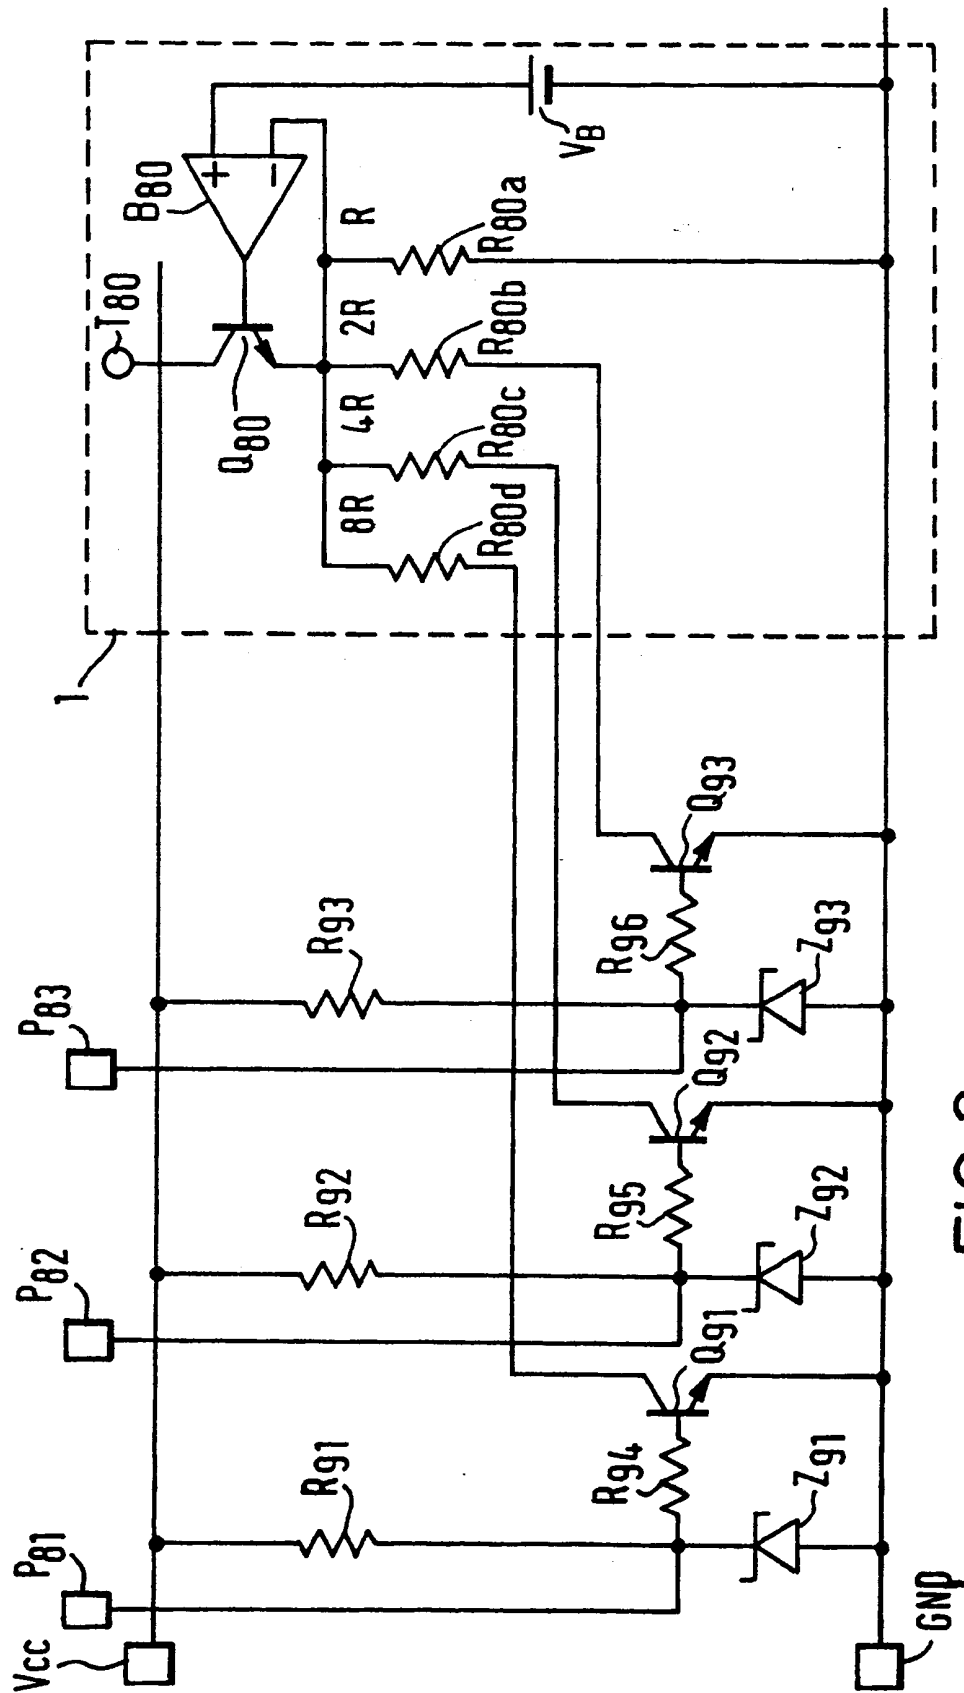 Vcc
P81
P82
P83
1
T80
B80
Q80
+
−
R91
R92
R93
8R
4R
2R
R
R80d
R80c
R80b
R80a
VB
R94
R95
R96
Q91
Q92
Q93
Z91
Z92
Z93
GND